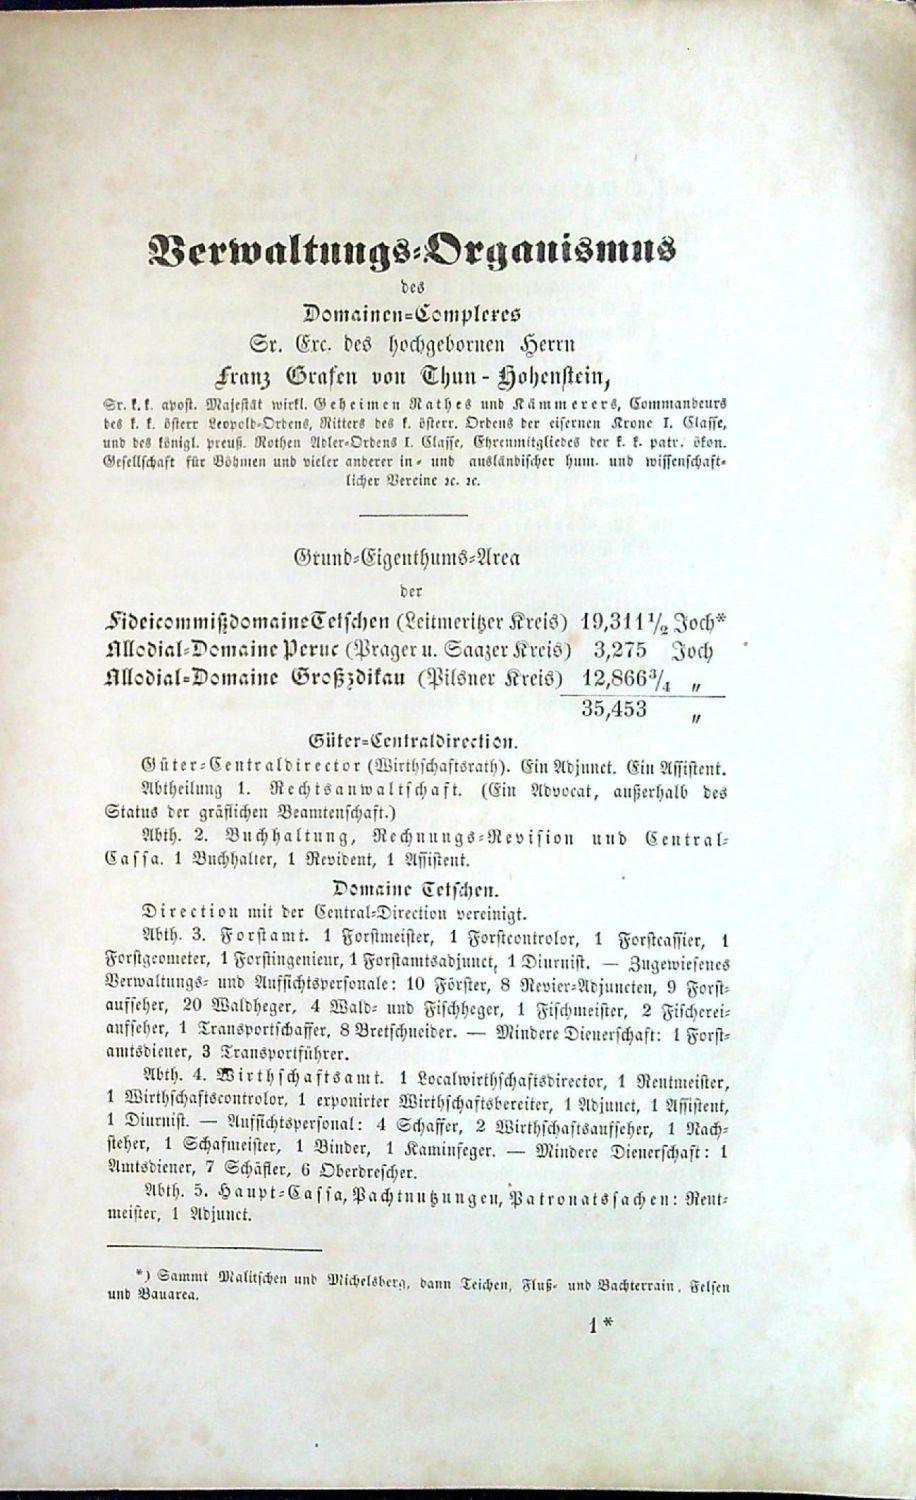 Verwaltungs-Organismus
des
Domainen-Complexes
Sr. Exc. des hochgebornen Herrn
Franz Grafen von Thun-Hohenstein,
Sr. k. k. apost. Majestät wirkl. Geheimen Rathes und Kämmerers, Commandeurs
des k. k. österr Leopold-Ordens, Ritters des k. österr. Ordens der eisernen Krone I. Classe,
und des königl. preuß. Rothen Adler-Ordens I. Classe, Ehrenmitgliedes der k. k. patr. ökon.
Gesellschaft für Böhmen und vieler anderer in- und ausländischer hum. und wissenschaft-
licher Vereine ꝛc. ꝛc.
Grund-Eigenthums-Area
der
Fideicommißdomaine Tetschen (Leitmeritzer Kreis) 19,311½ Joch*
Allodial-Domaine Peruc (Prager u. Saazer Kreis) 3,275 Joch
Allodial-Domaine Großzdikau (Pilsner Kreis) 12,866¾ „
35,453 „
Güter-Centraldirection.
Güter-Centraldirector (Wirthschaftsrath). Ein Adjunct. Ein Assistent.
Abtheilung 1. Rechtsanwaltschaft. (Ein Advocat, außerhalb des
Status der gräflichen Beamtenschaft.)
Abth. 2. Buchhaltung, Rechnungs-Revision und Central-
Cassa. 1 Buchhalter, 1 Revident, 1 Assistent.
Domaine Tetschen.
Direction mit der Central-Direction vereinigt.
Abth. 3. Forstamt. 1 Forstmeister, 1 Forstcontrolor, 1 Forstcassier, 1
Forstgeometer, 1 Forstingenieur, 1 Forstamtsadjunct, 1 Diurnist. — Zugewiesenes
Verwaltungs- und Aufsichtspersonale: 10 Förster, 8 Revier-Adjuncten, 9 Forst-
aufseher, 20 Waldheger, 4 Wald- und Fischheger, 1 Fischmeister, 2 Fischerei-
aufseher, 1 Transportschaffer, 8 Bretschneider. — Mindere Dienerschaft: 1 Forst-
amtsdiener, 3 Transportführer.
Abth. 4. Wirthschaftsamt. 1 Localwirthschaftsdirector, 1 Rentmeister,
1 Wirthschaftscontrolor, 1 exponirter Wirthschaftsbereiter, 1 Adjunct, 1 Assistent,
1 Diurnist. — Aufsichtspersonal: 4 Schaffer, 2 Wirthschaftsaufseher, 1 Nach-
steher, 1 Schafmeister, 1 Binder, 1 Kaminfeger. — Mindere Dienerschaft: 1
Amtsdiener, 7 Schäfler, 6 Oberdrescher.
Abth. 5. Haupt-Cassa, Pachtnutzungen, Patronatssachen: Rent-
meister, 1 Adjunct.
*) Sammt Malitschen und Michelsberg, dann Teichen, Fluß- und Bachterrain, Felsen
und Bauarea.
1*